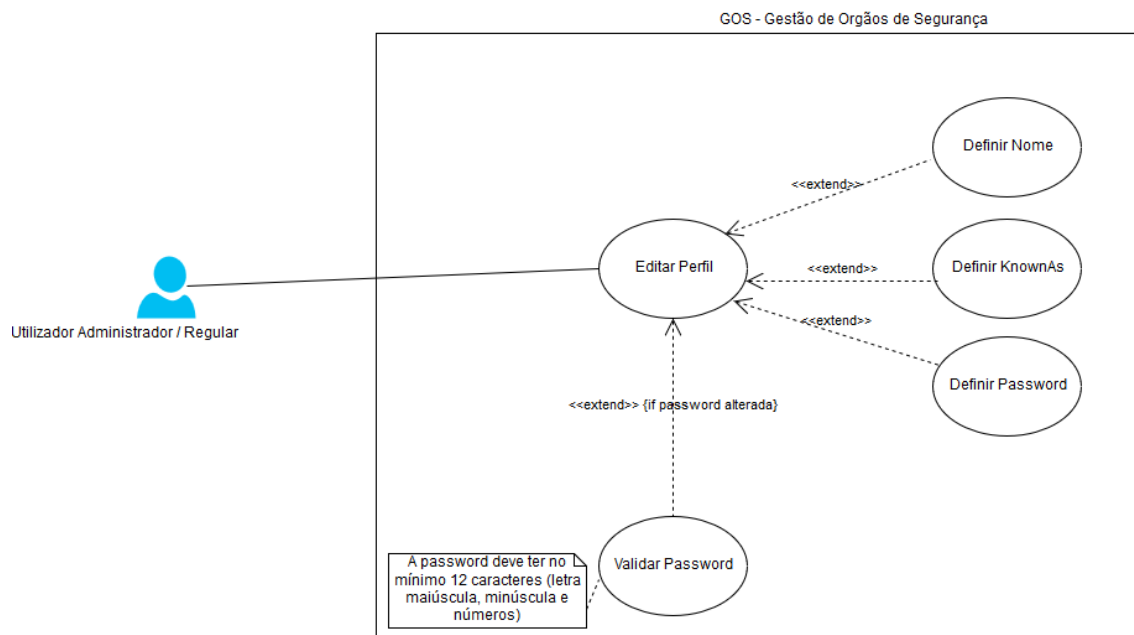 GOS - Gestão de Orgãos de Segurança
Definir Nome
<<extend>>
Editar Perfil
<<extend>>
Definir KnownAs
Utilizador Administrador / Regular
<<extend>>
Definir Password
<<extend>> {if password alterada}
A password deve ter no
mínimo 12 caracteres (letra
maiúscula, minúscula e
números)
Validar Password